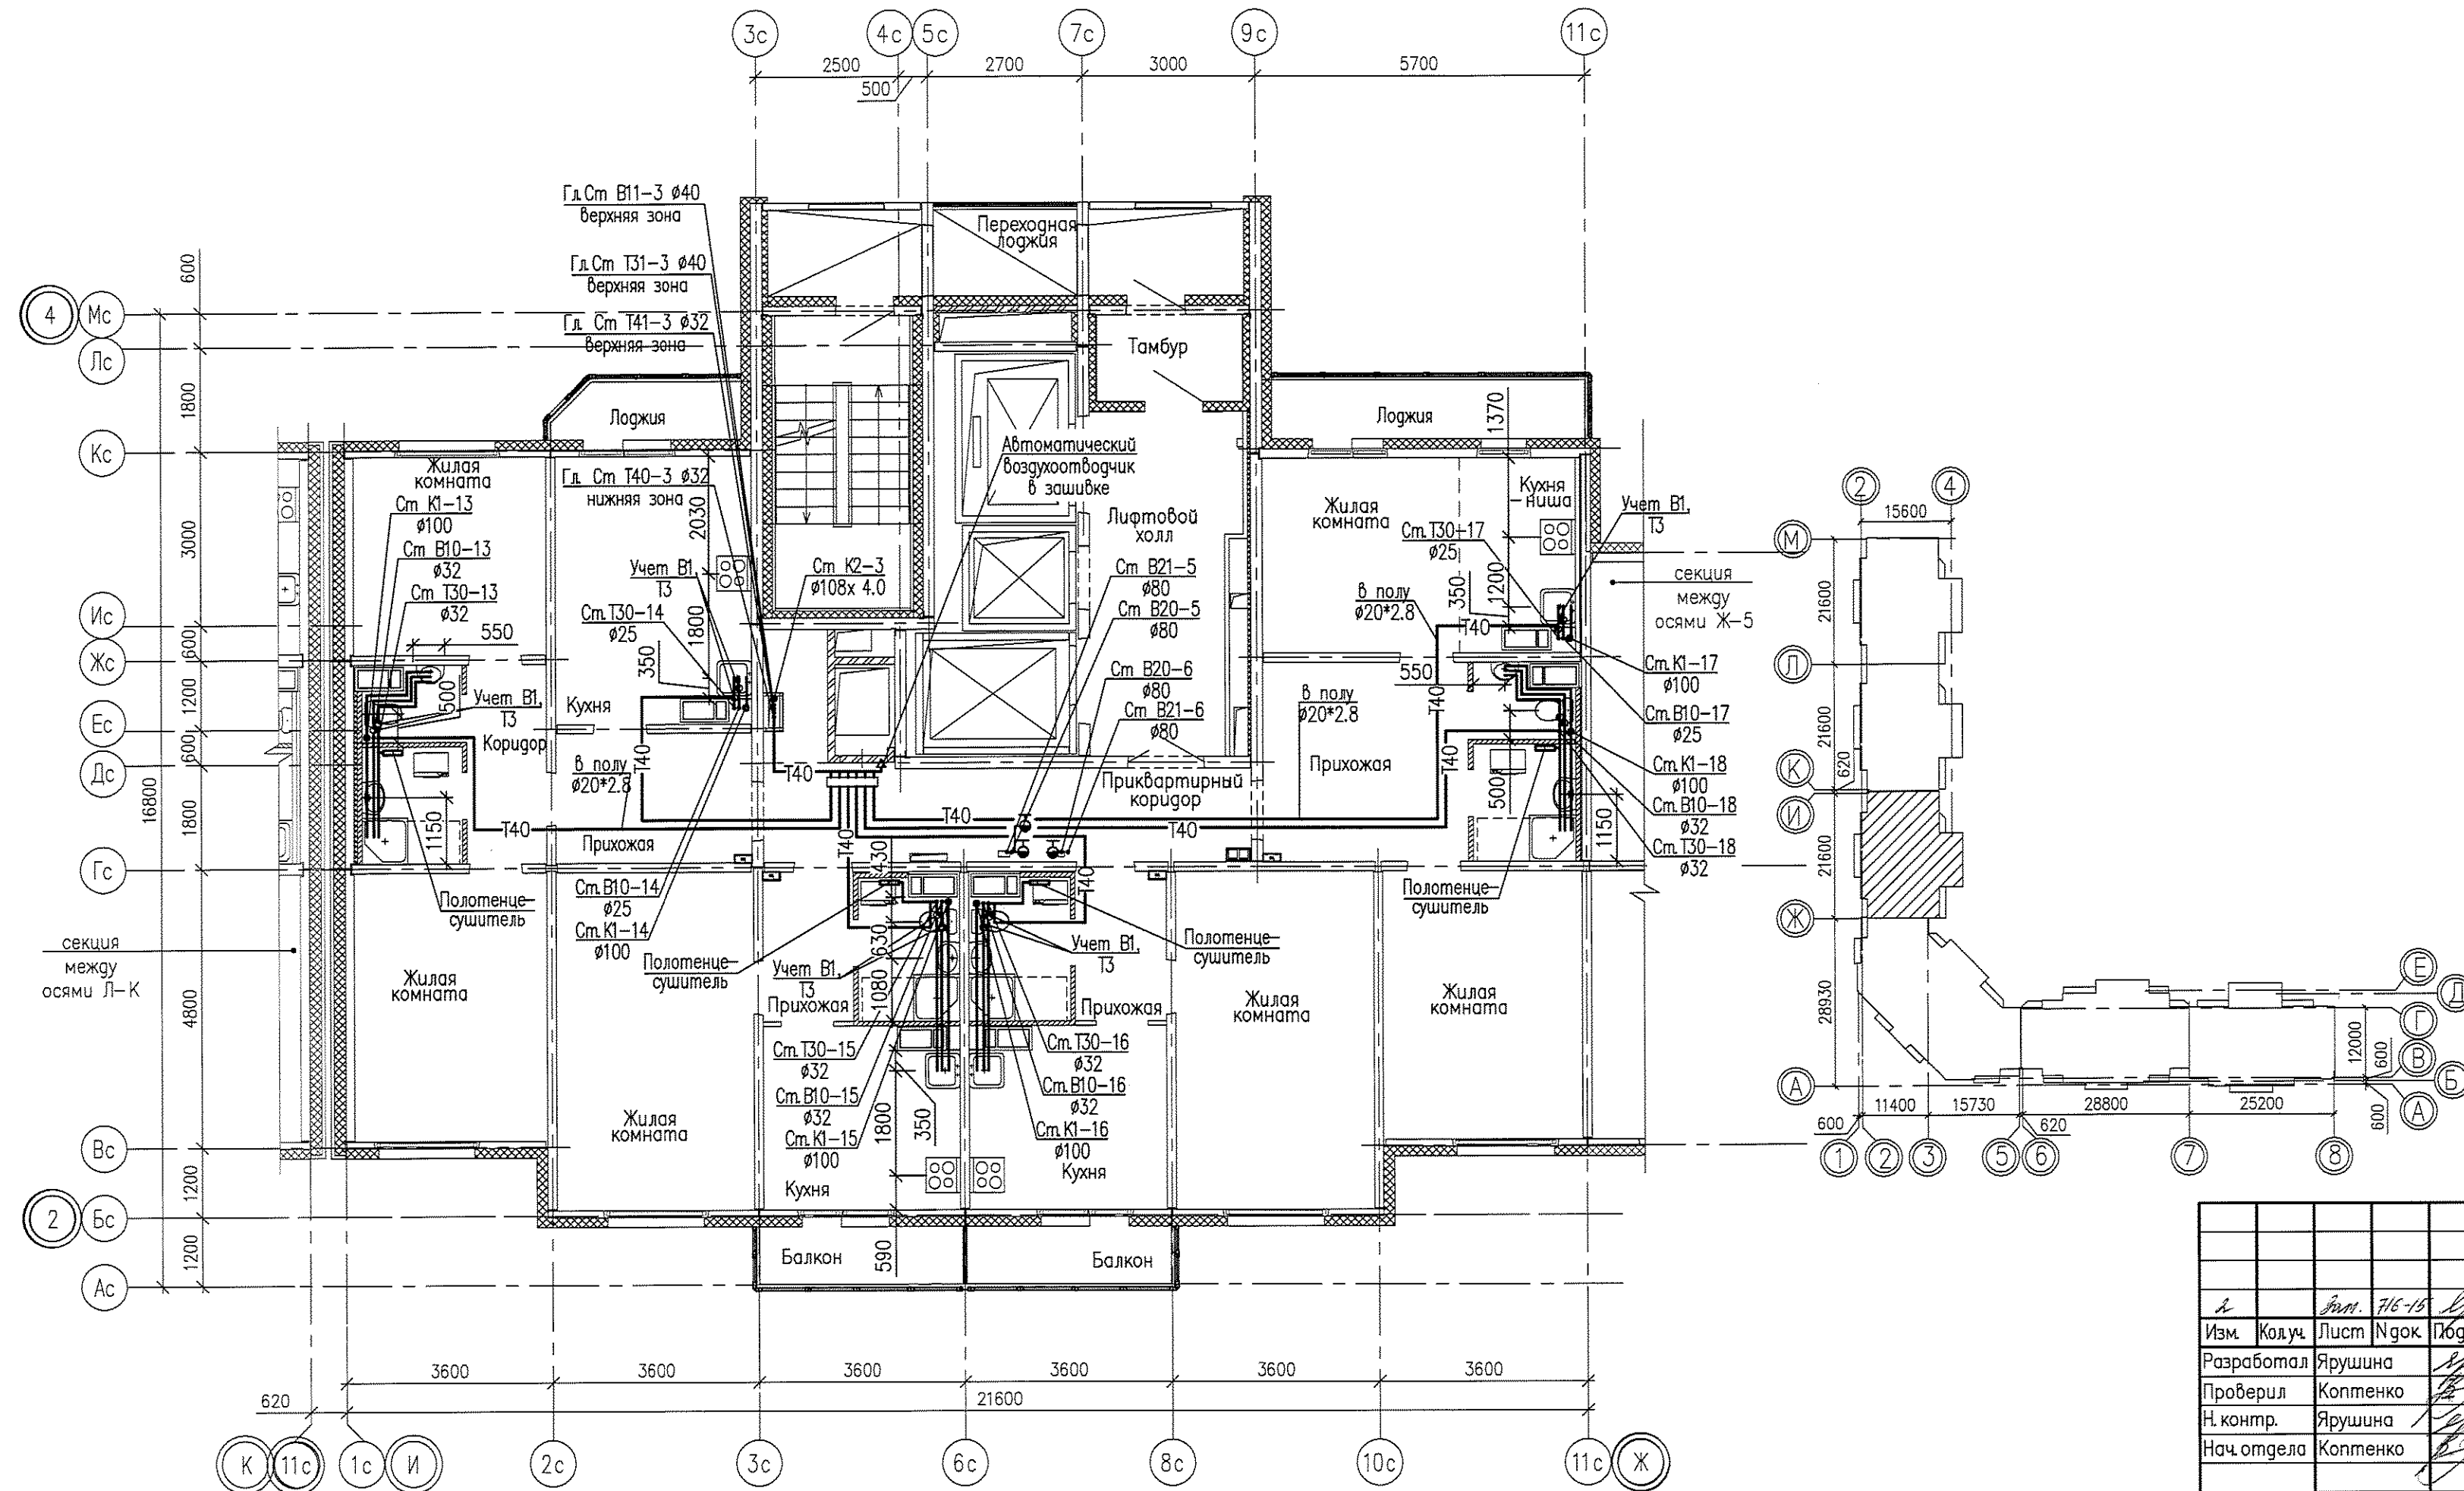 3с
4с
5с
7с
9с
11с
2500
2700
3000
5700
500
Гл.Ст В11-3 ø40
верхняя зона
Гл.Ст Т31-3 ø40
верхняя зона
Гл. Ст Т41-3 ø32
верхняя зона
Переходная
лоджия
Тамбур
Лоджия
Лоджия
1370
4
Мс
Лс
Кс
Ис
Жс
Ес
Дс
Гс
Вс
2
Бс
Ас
600
1800
3000
600
1200
600
1800
4800
1200
1200
16800
Жилая
комната
Ст К1-13
ø100
Ст В10-13
ø32
Ст Т30-13
ø32
550
500
Учет В1,
Т3
Коридор
Кухня
Гл. Ст Т40-3 ø32
нижняя зона
2030
Учет В1,
Т3
Ст.Т30-14
ø25
1800
350
Ст К2-3
ø108х 4.0
Автоматический
воздухоотводчик
в зашивке
Лифтовой
холл
Ст В21-5
ø80
Ст В20-5
ø80
Ст В20-6
ø80
Ст В21-6
ø80
Приквартирный
коридор
Жилая
комната
Кухня
-ниша
Ст.Т30-17
ø25
350
1200
Учет В1,
Т3
секция
между
осями Ж-5
в полу
ø20*2.8
Т40
в полу
ø20*2.8
550
Т40
Т40
500
Прихожая
Ст.К1-17
ø100
Ст.В10-17
ø25
Ст.К1-18
ø100
Ст.В10-18
ø32
Ст.Т30-18
ø32
1150
в полу
ø20*2.8
Т40
Т40
1150
Т40
Прихожая
Т40
Т40
Т40
430
Т40
Полотенце-
сушитель
Ст.В10-14
ø25
Ст.К1-14
ø100
секция
между
осями Л-К
Жилая
комната
Полотенце-
сушитель
Учет В1,
Т3
630
1080
Прихожая
Учет В1,
Т3
Полотенце-
сушитель
Прихожая
Полотенце-
сушитель
Жилая
комната
Жилая
комната
Ст.Т30-15
ø32
Ст.В10-15
ø32
Ст.К1-15
ø100
1800
350
Ст.Т30-16
ø32
Ст.В10-16
ø32
Ст.К1-16
ø100
Кухня
Кухня
Жилая
комната
590
Балкон
Балкон
3600
3600
3600
3600
3600
3600
620
21600
К
11с
1с
И
2с
3с
6с
8с
10с
11с
Ж
2
4
15600
М
21600
Л
21600
К
620
И
21600
Ж
28930
А
Е
Д
Г
12000
В
600
Б
А
600
600
11400
15730
28800
25200
620
1
2
3
5
6
7
8
2 Зам. 716-15
Изм. Кол.уч. Лист Nдок.
Разработал Ярушина
Проверил Коптенко
Н. контр. Ярушина
Нач. отдела Коптенко